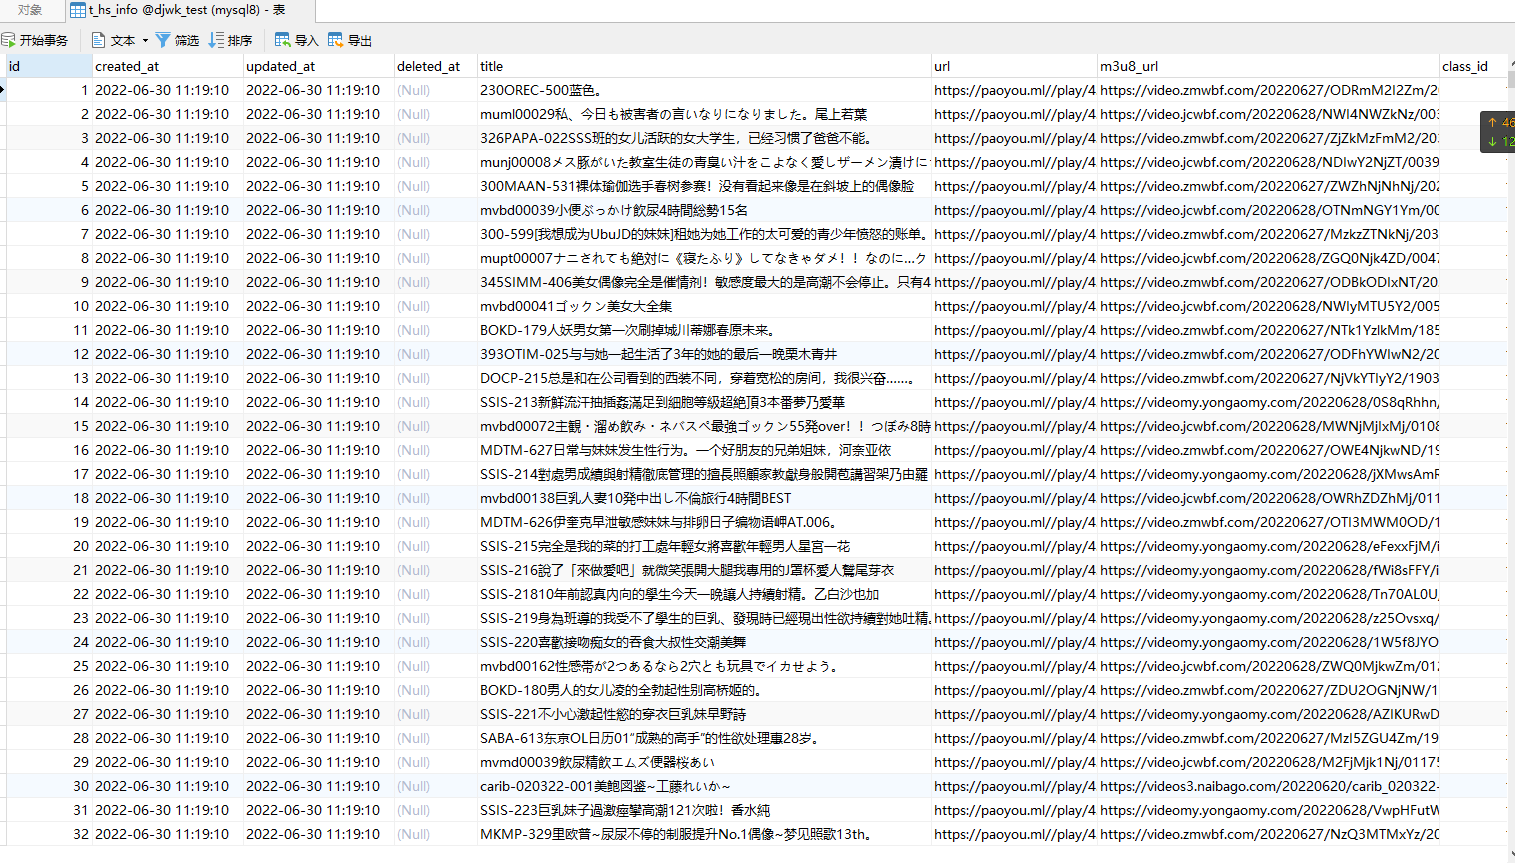 对象 t_hs_info @djwk_test (mysql8) - 表
开始事务 文本 筛选 排序 导入 导出
id created_at updated_at deleted_at title url m3u8_url class_id
1 2022-06-30 11:19:10 2022-06-30 11:19:10 (Null) 230OREC-500蓝色。 https://paoyou.ml//play/4 https://video.zmwbf.com/20220627/ODRmM2I2Zm/2
2 2022-06-30 11:19:10 2022-06-30 11:19:10 (Null) muml00029私、今日も被害者の言いなりになりました。尾上若葉 https://paoyou.ml//play/4 https://video.jcwbf.com/20220628/NWI4NWZkNz/003
3 2022-06-30 11:19:10 2022-06-30 11:19:10 (Null) 326PAPA-022SSS班的女儿活跃的女大学生，已经习惯了爸爸不能。 https://paoyou.ml//play/4 https://video.zmwbf.com/20220627/ZjZkMzFmM2/203
4 2022-06-30 11:19:10 2022-06-30 11:19:10 (Null) munj00008メス豚がいた教室生徒の青臭い汁をこよなく愛しザーメン漬けに https://paoyou.ml//play/4 https://video.jcwbf.com/20220628/NDIwY2NjZT/0039
5 2022-06-30 11:19:10 2022-06-30 11:19:10 (Null) 300MAAN-531裸体瑜伽选手春树参赛！没有看起来像是在斜坡上的偶像脸 https://paoyou.ml//play/4 https://video.zmwbf.com/20220627/ZWZhNjNhNj/202
6 2022-06-30 11:19:10 2022-06-30 11:19:10 (Null) mvbd00039小便ぶっかけ飲尿4時間総勢15名 https://paoyou.ml//play/4 https://video.jcwbf.com/20220628/OTNmNGY1Ym/00
7 2022-06-30 11:19:10 2022-06-30 11:19:10 (Null) 300-599[我想成为UbuJD的妹妹]租她为她工作的太可爱的青少年愤怒的账单。 https://paoyou.ml//play/4 https://video.zmwbf.com/20220627/MzkzZTNkNj/203
8 2022-06-30 11:19:10 2022-06-30 11:19:10 (Null) mupt00007ナニされても絶対に《寝たふり》してなきゃダメ！！なのに…ク https://paoyou.ml//play/4 https://video.jcwbf.com/20220628/ZGQ0Njk4ZD/0047
9 2022-06-30 11:19:10 2022-06-30 11:19:10 (Null) 345SIMM-406美女偶像完全是催情剂！敏感度最大的是高潮不会停止。只有4 https://paoyou.ml//play/4 https://video.zmwbf.com/20220627/ODBkODIxNT/20
10 2022-06-30 11:19:10 2022-06-30 11:19:10 (Null) mvbd00041ゴックン美女大全集 https://paoyou.ml//play/4 https://video.jcwbf.com/20220628/NWIyMTU5Y2/005
11 2022-06-30 11:19:10 2022-06-30 11:19:10 (Null) BOKD-179人妖男女第一次刷掉城川蒂娜春原未来。 https://paoyou.ml//play/4 https://video.zmwbf.com/20220627/NTk1YzlkMm/185
12 2022-06-30 11:19:10 2022-06-30 11:19:10 (Null) 393OTIM-025与与她一起生活了3年的她的最后一晚栗木青井 https://paoyou.ml//play/4 https://video.zmwbf.com/20220627/ODFhYWIwN2/20
13 2022-06-30 11:19:10 2022-06-30 11:19:10 (Null) DOCP-215总是和在公司看到的西装不同，穿着宽松的房间，我很兴奋......。 https://paoyou.ml//play/4 https://video.zmwbf.com/20220627/NjVkYTIyY2/1903
14 2022-06-30 11:19:10 2022-06-30 11:19:10 (Null) SSIS-213新鮮流汗抽插姦滿足到細胞等級超絶頂3本番夢乃愛華 https://paoyou.ml//play/4 https://videomy.yongaomy.com/20220628/0S8qRhhn/
15 2022-06-30 11:19:10 2022-06-30 11:19:10 (Null) mvbd00072主観・溜め飲み・ネバスペ最強ゴックン55発over！！つぼみ8時 https://paoyou.ml//play/4 https://video.jcwbf.com/20220628/MWNjMjIxMj/0108
16 2022-06-30 11:19:10 2022-06-30 11:19:10 (Null) MDTM-627日常与妹妹发生性行为。一个好朋友的兄弟姐妹，河奈亚依 https://paoyou.ml//play/4 https://video.zmwbf.com/20220627/OWE4NjkwND/19
17 2022-06-30 11:19:10 2022-06-30 11:19:10 (Null) SSIS-214對處男成績與射精徹底管理的擅長照顧家教獻身般開苞講習架乃由羅 https://paoyou.ml//play/4 https://videomy.yongaomy.com/20220628/jXMwsAmR
18 2022-06-30 11:19:10 2022-06-30 11:19:10 (Null) mvbd00138巨乳人妻10発中出し不倫旅行4時間BEST https://paoyou.ml//play/4 https://video.jcwbf.com/20220628/OWRhZDZhMj/011
19 2022-06-30 11:19:10 2022-06-30 11:19:10 (Null) MDTM-626伊奎克早泄敏感妹妹与排卵日子编物语岬AT.006。 https://paoyou.ml//play/4 https://video.zmwbf.com/20220627/OTI3MWM0OD/1
20 2022-06-30 11:19:10 2022-06-30 11:19:10 (Null) SSIS-215完全是我的菜的打工處年輕女將喜歡年輕男人星宮一花 https://paoyou.ml//play/4 https://videomy.yongaomy.com/20220628/eFexxFjM/i
21 2022-06-30 11:19:10 2022-06-30 11:19:10 (Null) SSIS-216說了「來做愛吧」就微笑張開大腿我專用的J罩杯愛人鷲尾芽衣 https://paoyou.ml//play/4 https://videomy.yongaomy.com/20220628/fWi8sFFY/i
22 2022-06-30 11:19:10 2022-06-30 11:19:10 (Null) SSIS-21810年前認真內向的學生今天一晚讓人持續射精。乙白沙也加 https://paoyou.ml//play/4 https://videomy.yongaomy.com/20220628/Tn70AL0U
23 2022-06-30 11:19:10 2022-06-30 11:19:10 (Null) SSIS-219身為班導的我受不了學生的巨乳、發現時已經現出性欲持續對她吐精。 https://paoyou.ml//play/4 https://videomy.yongaomy.com/20220628/z25Ovsxq/
24 2022-06-30 11:19:10 2022-06-30 11:19:10 (Null) SSIS-220喜歡接吻痴女的吞食大叔性交潮美舞 https://paoyou.ml//play/4 https://videomy.yongaomy.com/20220628/1W5f8JYO
25 2022-06-30 11:19:10 2022-06-30 11:19:10 (Null) mvbd00162性感帯が2つあるなら2穴とも玩具でイカせよう。 https://paoyou.ml//play/4 https://video.jcwbf.com/20220628/ZWQ0MjkwZm/012
26 2022-06-30 11:19:10 2022-06-30 11:19:10 (Null) BOKD-180男人的女儿凌的全勃起性别高桥姬的。 https://paoyou.ml//play/4 https://video.zmwbf.com/20220627/ZDU2OGNjNW/1
27 2022-06-30 11:19:10 2022-06-30 11:19:10 (Null) SSIS-221不小心激起性慾的穿衣巨乳妹早野詩 https://paoyou.ml//play/4 https://videomy.yongaomy.com/20220628/AZIKURwD
28 2022-06-30 11:19:10 2022-06-30 11:19:10 (Null) SABA-613东京OL日历01“成熟的高手”的性欲处理惠28岁。 https://paoyou.ml//play/4 https://video.zmwbf.com/20220627/MzI5ZGU4Zm/19
29 2022-06-30 11:19:10 2022-06-30 11:19:10 (Null) mvmd00039飲尿精飲エムズ便器桜あい https://paoyou.ml//play/4 https://video.jcwbf.com/20220628/M2FjMjk1Nj/0117
30 2022-06-30 11:19:10 2022-06-30 11:19:10 (Null) carib-020322-001美鮑図鉴~工藤れいか~ https://paoyou.ml//play/4 https://videos3.naibago.com/20220620/carib_020322-
31 2022-06-30 11:19:10 2022-06-30 11:19:10 (Null) SSIS-223巨乳妹子過激痙攣高潮121次啦！香水純 https://paoyou.ml//play/4 https://videomy.yongaomy.com/20220628/VwpHFutW
32 2022-06-30 11:19:10 2022-06-30 11:19:10 (Null) MKMP-329里欧普~尿尿不停的制服提升No.1偶像~梦见照歌13th。 https://paoyou.ml//play/4 https://video.zmwbf.com/20220627/NzQ3MTMxYz/20
↑ 46
↓ 12